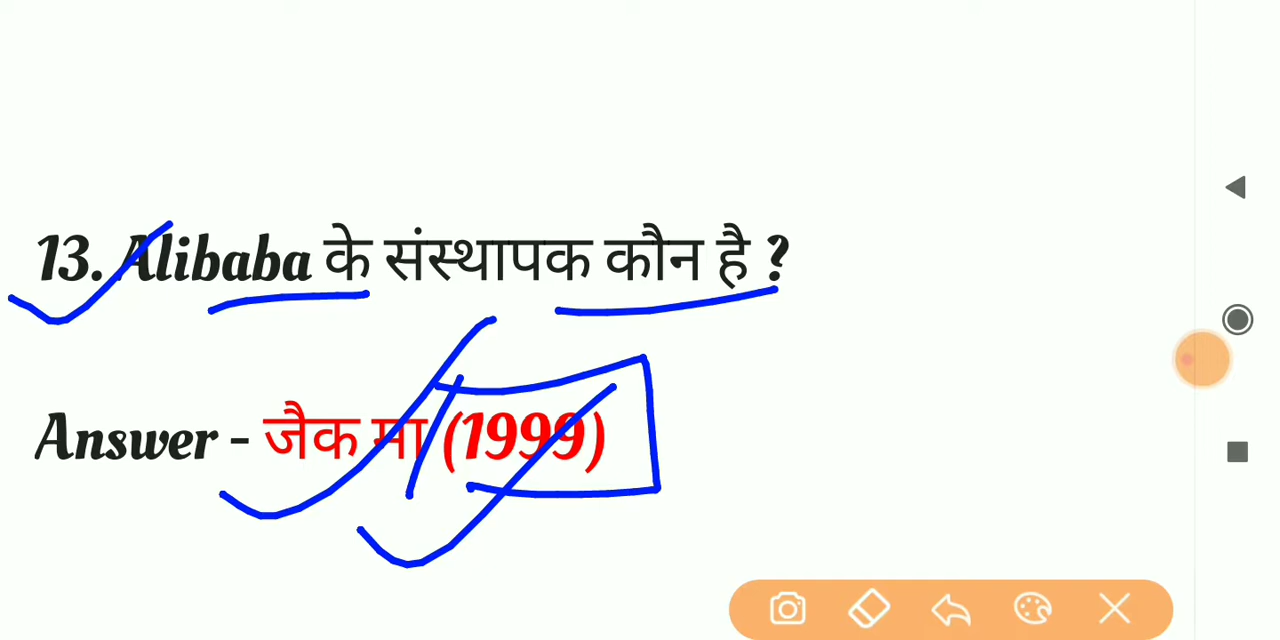 13. Alibaba के संस्थापक कौन है ?
Answer - जैक मा (1999)